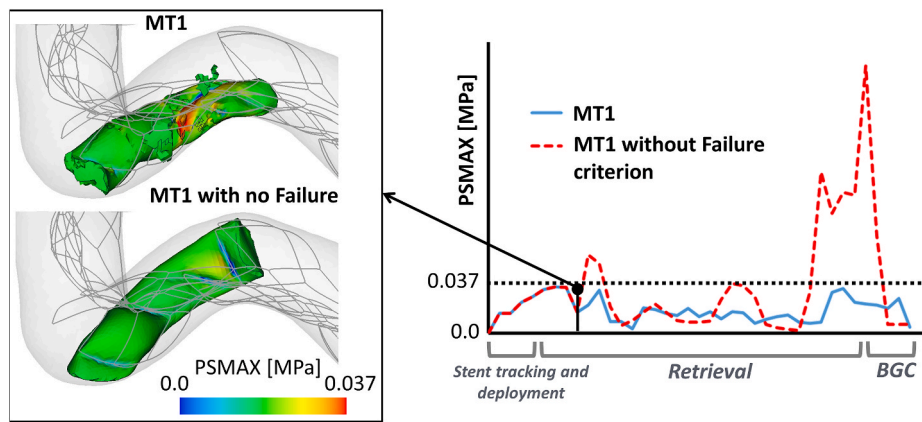 MT1
MT1 with no Failure
PSMAX [MPa]
0.0
0.037
PSMAX [MPa]
MT1
MT1 without Failure
criterion
0.037
0.0
Stent tracking and
deployment
Retrieval
BGC